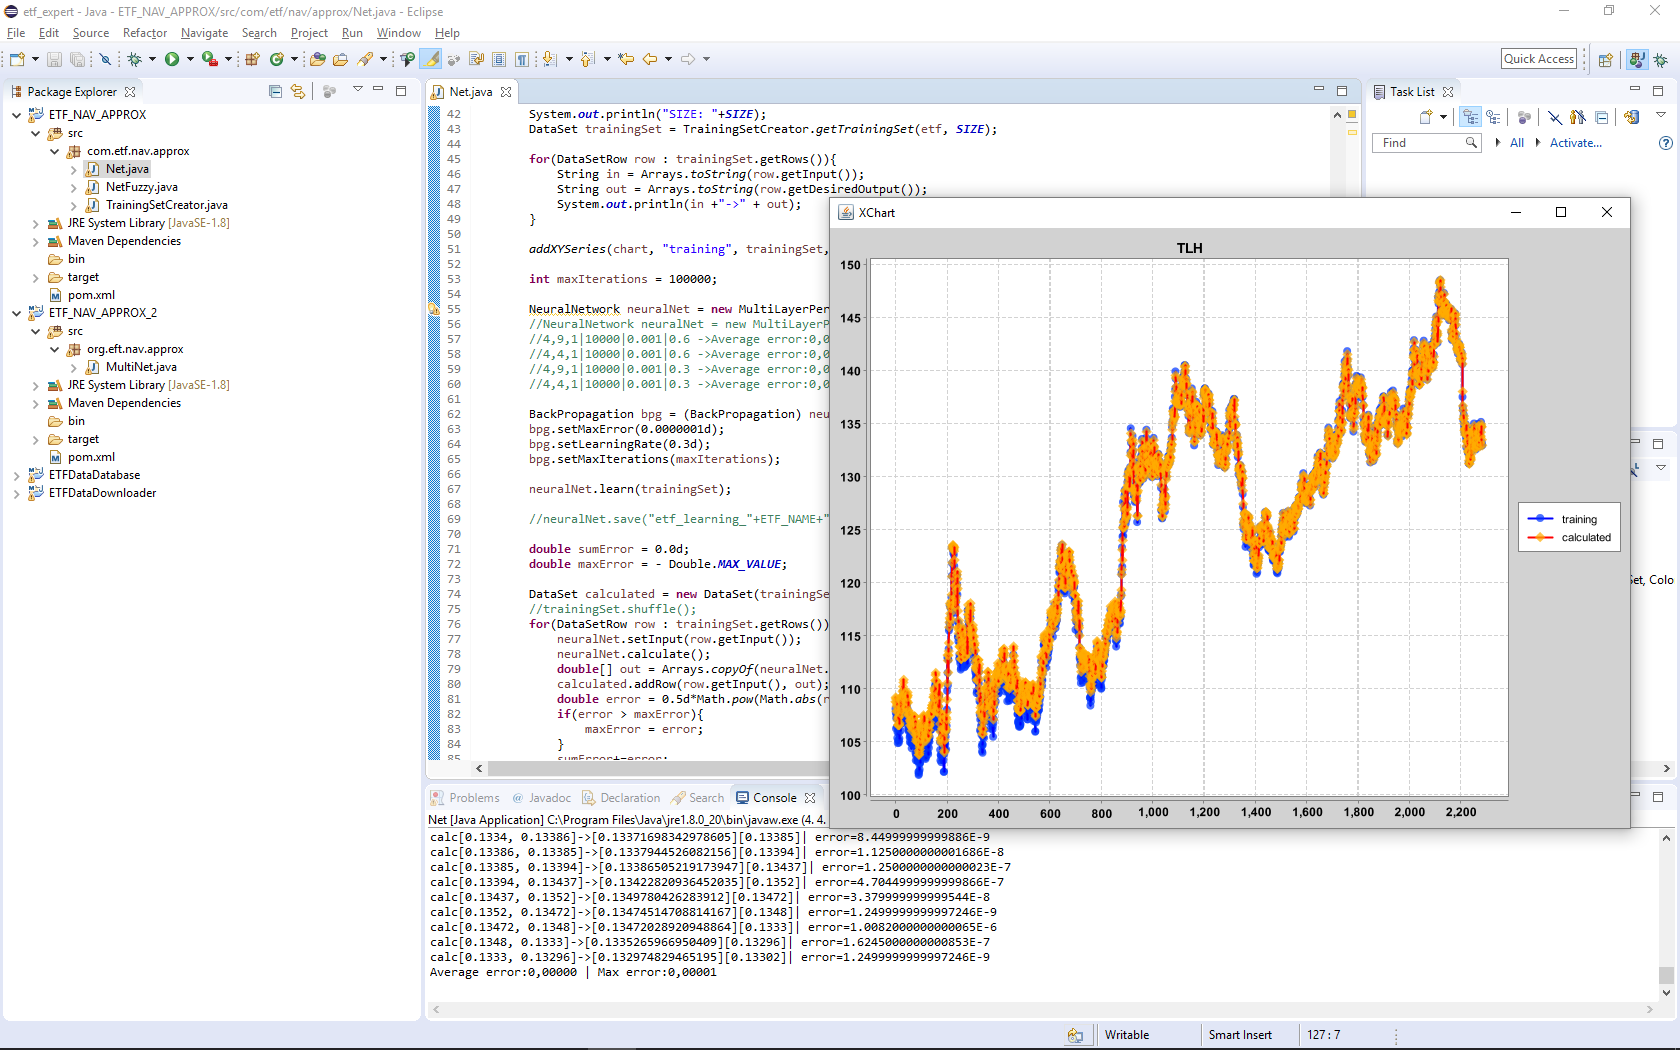 etf_expert - Java - ETF_NAV_APPROX/src/com/etf/nav/approx/Net.java - Eclipse
File Edit Source Refactor Navigate Search Project Run Window Help
Quick Access
Package Explorer
ETF_NAV_APPROX
src
com.etf.nav.approx
Net.java
NetFuzzy.java
TrainingSetCreator.java
JRE System Library [JavaSE-1.8]
Maven Dependencies
bin
target
pom.xml
ETF_NAV_APPROX_2
src
org.eft.nav.approx
MultiNet.java
JRE System Library [JavaSE-1.8]
Maven Dependencies
bin
target
pom.xml
ETFDataDatabase
ETFDataDownloader
Net.java
42 System.out.println("SIZE: "+SIZE);
43 DataSet trainingSet = TrainingSetCreator.getTrainingSet(etf, SIZE);
44
45 for(DataSetRow row : trainingSet.getRows()){
46 String in = Arrays.toString(row.getInput());
47 String out = Arrays.toString(row.getDesiredOutput());
48 System.out.println(in +"->" + out);
49 }
50
51 addXYSeries(chart, "training", trainingSet,
52
53 int maxIterations = 100000;
54
55 NeuralNetwork neuralNet = new MultiLayerPer
56 //NeuralNetwork neuralNet = new MultiLayerP
57 //4,9,1|10000|0.001|0.6 ->Average error:0,0
58 //4,4,1|10000|0.001|0.6 ->Average error:0,0
59 //4,9,1|10000|0.001|0.3 ->Average error:0,0
60 //4,4,1|10000|0.001|0.3 ->Average error:0,0
61
62 BackPropagation bpg = (BackPropagation) neu
63 bpg.setMaxError(0.0000001d);
64 bpg.setLearningRate(0.3d);
65 bpg.setMaxIterations(maxIterations);
66
67 neuralNet.learn(trainingSet);
68
69 //neuralNet.save("etf_learning_"+ETF_NAME+"
70
71 double sumError = 0.0d;
72 double maxError = - Double.MAX_VALUE;
73
74 DataSet calculated = new DataSet(trainingSe
75 //trainingSet.shuffle();
76 for(DataSetRow row : trainingSet.getRows())
77 neuralNet.setInput(row.getInput());
78 neuralNet.calculate();
79 double[] out = Arrays.copyOf(neuralNet.
80 calculated.addRow(row.getInput(), out);
81 double error = 0.5d*Math.pow(Math.abs(r
82 if(error > maxError){
83 maxError = error;
84 }
85 sumError+=error;
Task List
Find All Activate...
XChart
TLH
150
145
140
135
130
125
120
115
110
105
100
0 200 400 600 800 1,000 1,200 1,400 1,600 1,800 2,000 2,200
training
calculated
Set, Colo
Problems Javadoc Declaration Search Console
Net [Java Application] C:\Program Files\Java\jre1.8.0_20\bin\javaw.exe (4. 4.
calc[0.1334, 0.13386]->[0.13371698342978605][0.13385]| error=8.44999999999886E-9
calc[0.13386, 0.13385]->[0.1337944526082156][0.13394]| error=1.1250000000001686E-8
calc[0.13385, 0.13394]->[0.13386505219173947][0.13437]| error=1.2500000000000023E-7
calc[0.13394, 0.13437]->[0.13422820936452035][0.1352]| error=4.7044999999999866E-7
calc[0.13437, 0.1352]->[0.1349780426283912][0.13472]| error=3.379999999999544E-8
calc[0.1352, 0.13472]->[0.13474514708814167][0.1348]| error=1.2499999999997246E-9
calc[0.13472, 0.1348]->[0.13472028920948864][0.1333]| error=1.0082000000000065E-6
calc[0.1348, 0.1333]->[0.1335265966950409][0.13296]| error=1.6245000000000853E-7
calc[0.1333, 0.13296]->[0.132974829465195][0.13302]| error=1.2499999999997246E-9
Average error:0,00000 | Max error:0,00001
Writable Smart Insert 127 : 7